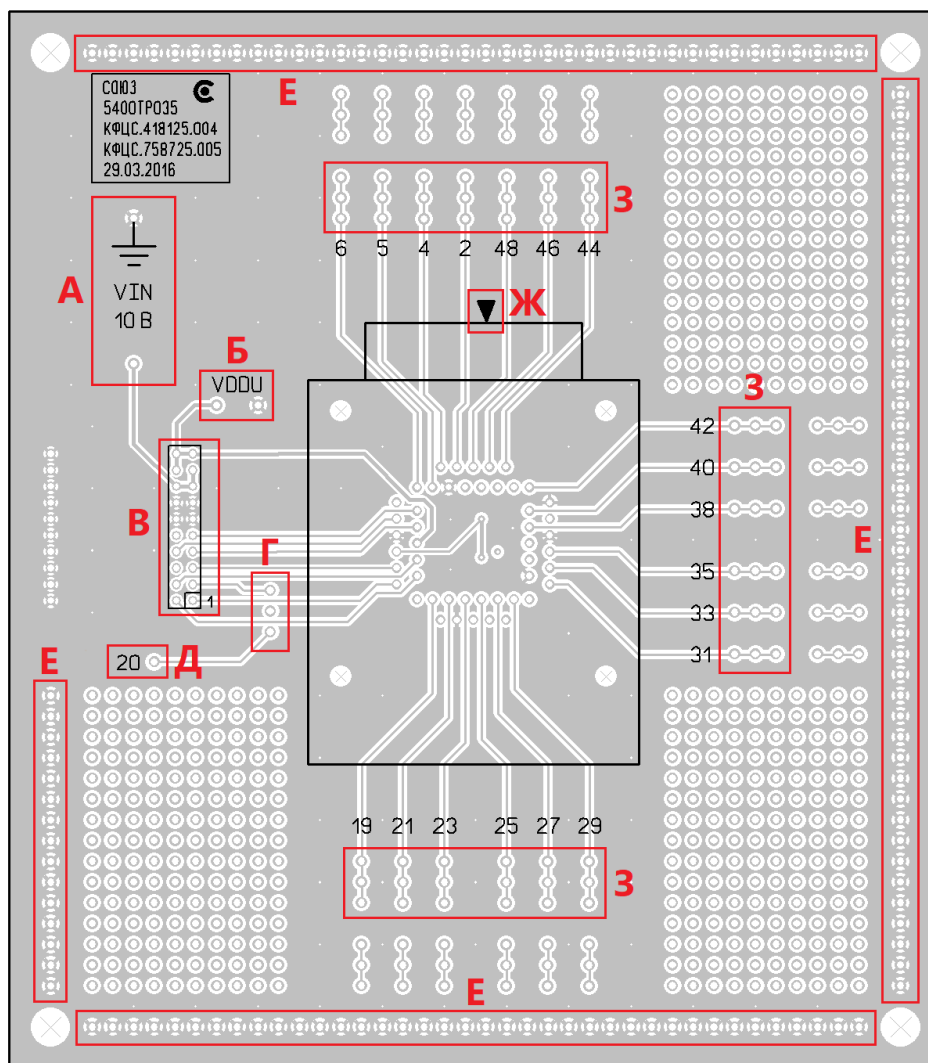 Е
СОЮЗ
5400ТР035
КФЦС.418125.004
КФЦС.758725.005
29.03.2016
З
6 5 4 2 48 46 44
А
VIN
10 В
Ж
Б
VDDU
З
42
40
38
35
33
31
Е
В
Г
1
Е
20
Д
19 21 23 25 27 29
З
Е